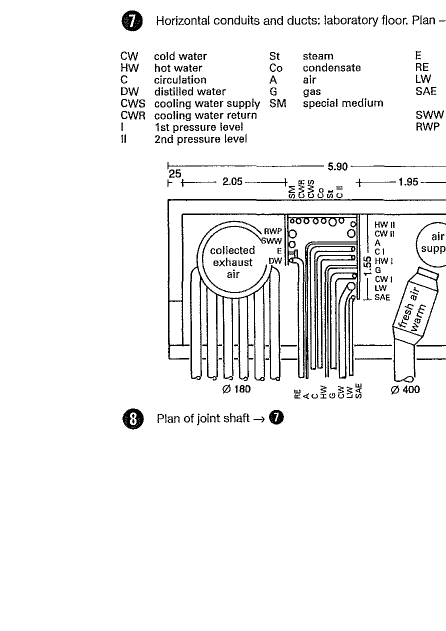 7 Horizontal conduits and ducts: laboratory floor. Plan –
CW cold water St steam E
HW hot water Co condensate RE
C circulation A air LW
DW distilled water G gas SAE
CWS cooling water supply SM special medium
CWR cooling water return SWW
I 1st pressure level RWP
II 2nd pressure level
5.90
25 2.05 1.95
SM CWR CWS Co St C II
RWP
SWW
E
DW
collected
exhaust
air
HW II
CW II
A
C I
HW I
G
CW I
LW
SAE
1.55
air
supp
fresh air
warm
Ø 180
RE A C HW G CW LW SAE
Ø 400
8 Plan of joint shaft → 7